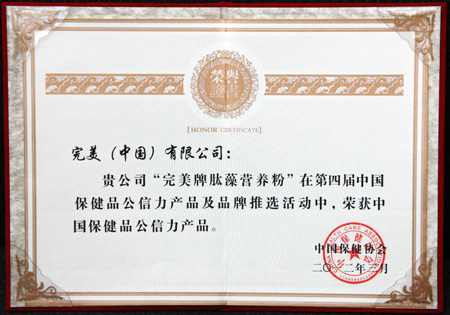 榮譽
[HONOR CERTIFICATE]
完美（中国）有限公司：
贵公司“完美牌肽藻营养粉”在第四届中国
保健品公信力产品及品牌推选活动中，荣获中
国保健品公信力产品。
中国保健协会
二〇一二年三月